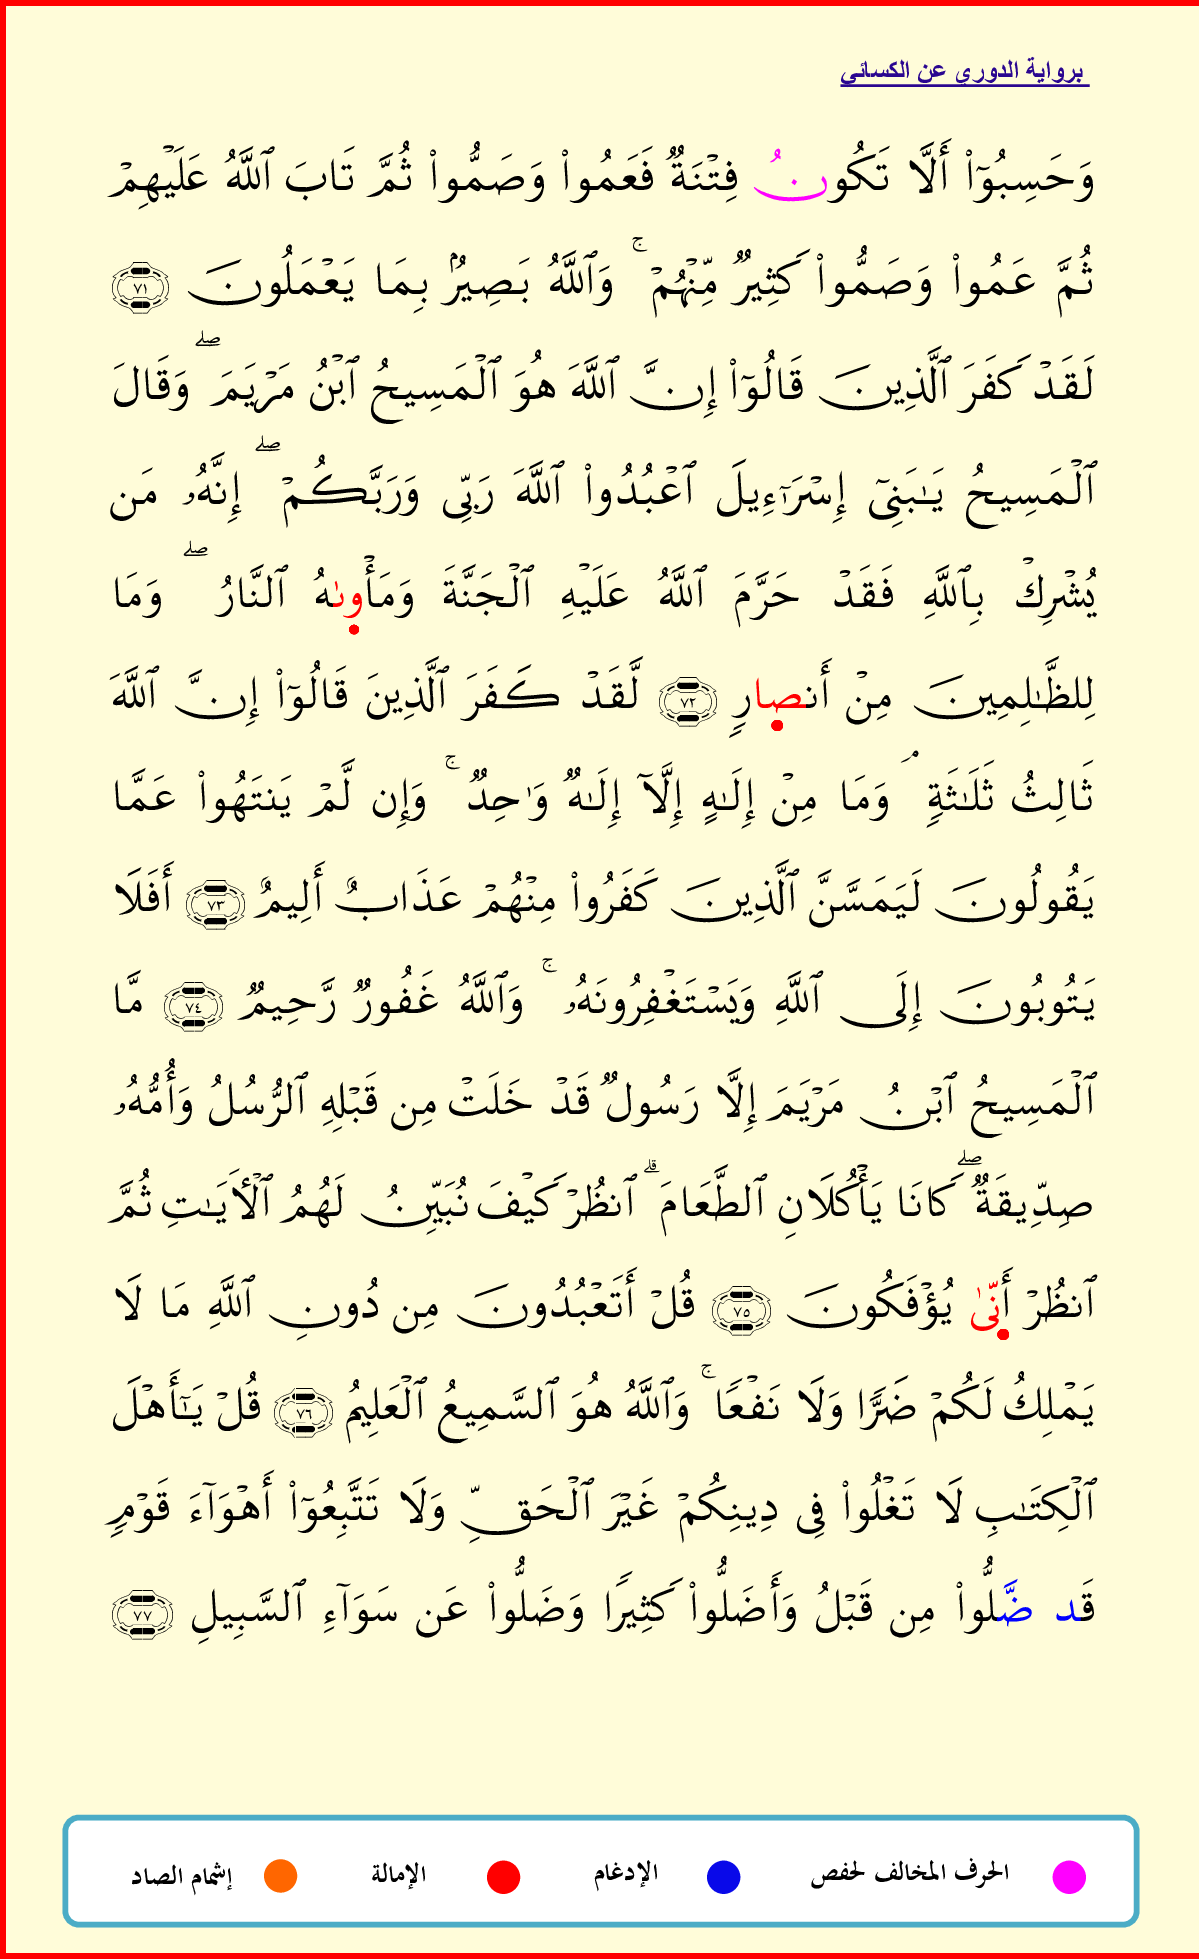 برواية الدوري عن الكسائي
وَحَسِبُوٓا۟ أَلَّا تَكُونُ فِتْنَةٌ فَعَمُوا۟ وَصَمُّوا۟ ثُمَّ تَابَ ٱللَّهُ عَلَيْهِمْ
ثُمَّ عَمُوا۟ وَصَمُّوا۟ كَثِيرٌ مِّنْهُمْ ۚ وَٱللَّهُ بَصِيرٌۢ بِمَا يَعْمَلُونَ ٧١
لَقَدْ كَفَرَ ٱلَّذِينَ قَالُوٓا۟ إِنَّ ٱللَّهَ هُوَ ٱلْمَسِيحُ ٱبْنُ مَرْيَمَ ۖ وَقَالَ
ٱلْمَسِيحُ يَـٰبَنِىٓ إِسْرَٰٓءِيلَ ٱعْبُدُوا۟ ٱللَّهَ رَبِّى وَرَبَّكُمْ ۖ إِنَّهُۥ مَن
يُشْرِكْ بِٱللَّهِ فَقَدْ حَرَّمَ ٱللَّهُ عَلَيْهِ ٱلْجَنَّةَ وَمَأْوىٰهُ ٱلنَّارُ ۖ وَمَا
لِلظَّـٰلِمِينَ مِنْ أَنصارٍ ٧٢ لَّقَدْ كَفَرَ ٱلَّذِينَ قَالُوٓا۟ إِنَّ ٱللَّهَ
ثَالِثُ ثَلَـٰثَةٍ ۘ وَمَا مِنْ إِلَـٰهٍ إِلَّآ إِلَـٰهٌ وَٰحِدٌ ۚ وَإِن لَّمْ يَنتَهُوا۟ عَمَّا
يَقُولُونَ لَيَمَسَّنَّ ٱلَّذِينَ كَفَرُوا۟ مِنْهُمْ عَذَابٌ أَلِيمٌ ٧٣ أَفَلَا
يَتُوبُونَ إِلَى ٱللَّهِ وَيَسْتَغْفِرُونَهُۥ ۚ وَٱللَّهُ غَفُورٌ رَّحِيمٌ ٧٤ مَّا
ٱلْمَسِيحُ ٱبْنُ مَرْيَمَ إِلَّا رَسُولٌ قَدْ خَلَتْ مِن قَبْلِهِ ٱلرُّسُلُ وَأُمُّهُۥ
صِدِّيقَةٌ ۖ كَانَا يَأْكُلَانِ ٱلطَّعَامَ ۗ ٱنظُرْ كَيْفَ نُبَيِّنُ لَهُمُ ٱلْأَيَـٰتِ ثُمَّ
ٱنظُرْ أَنّىٰ يُؤْفَكُونَ ٧٥ قُلْ أَتَعْبُدُونَ مِن دُونِ ٱللَّهِ مَا لَا
يَمْلِكُ لَكُمْ ضَرًّا وَلَا نَفْعًا ۚ وَٱللَّهُ هُوَ ٱلسَّمِيعُ ٱلْعَلِيمُ ٧٦ قُلْ يَـٰٓأَهْلَ
ٱلْكِتَـٰبِ لَا تَغْلُوا۟ فِى دِينِكُمْ غَيْرَ ٱلْحَقِّ وَلَا تَتَّبِعُوٓا۟ أَهْوَآءَ قَوْمٍ
قَد ضَّلُّوا۟ مِن قَبْلُ وَأَضَلُّوا۟ كَثِيرًا وَضَلُّوا۟ عَن سَوَآءِ ٱلسَّبِيلِ ٧٧
الحرف المخالف لحفص الإدغام الإمالة إشمام الصاد